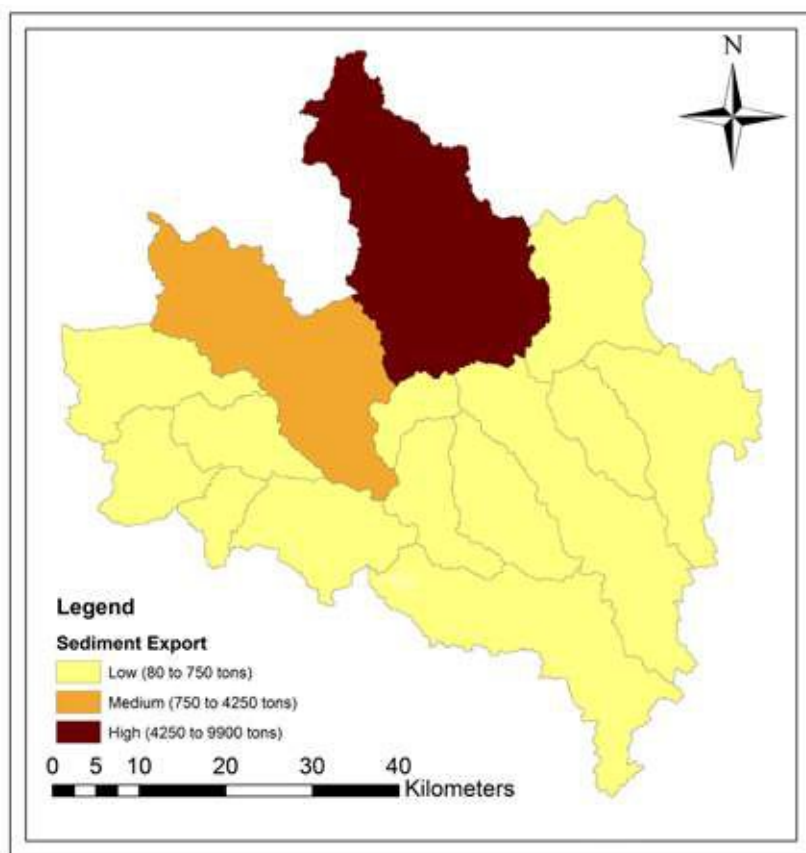 N
Legend
Sediment Export
Low (80 to 750 tons)
Medium (750 to 4250 tons)
High (4250 to 9900 tons)
0 5 10 20 30 40
Kilometers